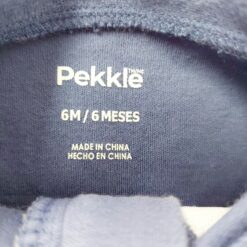 Pekkle
6M / 6 MESES
MADE IN CHINA
HECHO EN CHINA